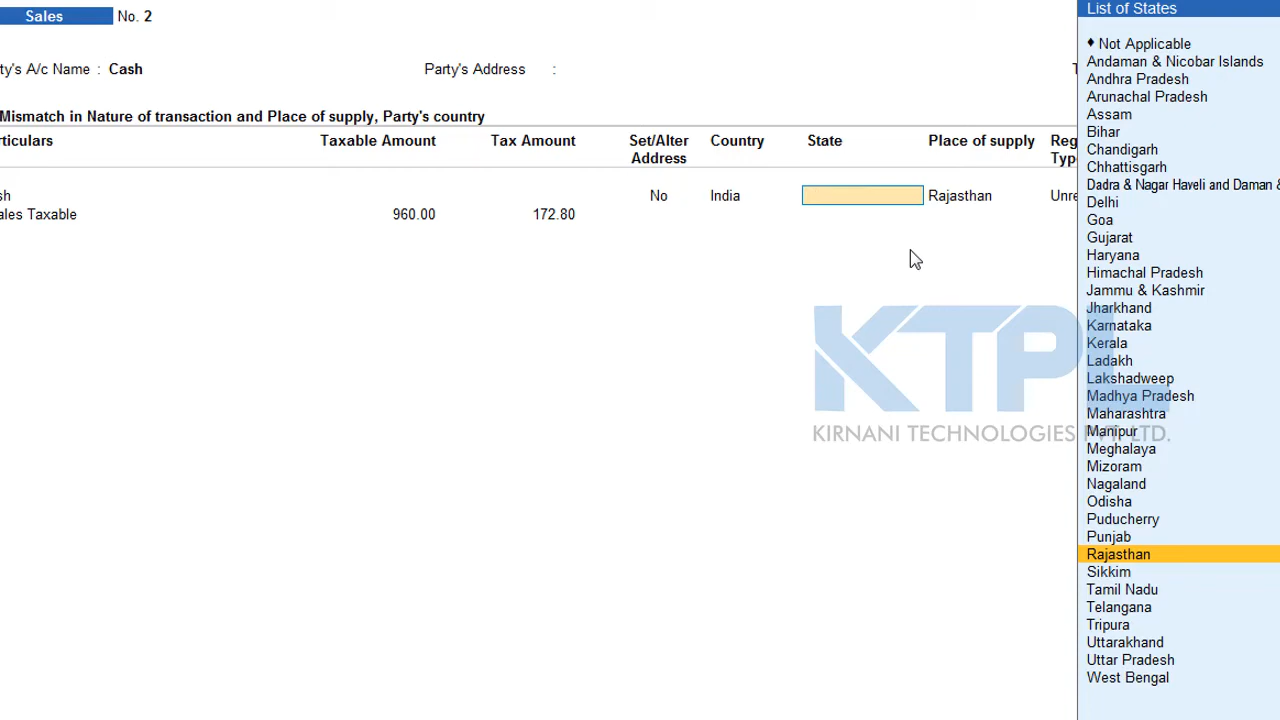 Sales No. 2
ty's A/c Name : Cash Party's Address :
Mismatch in Nature of transaction and Place of supply, Party's country
rticulars Taxable Amount Tax Amount Set/Alter Address Country State Place of supply Reg Type
sh No India Rajasthan Unre
ales Taxable 960.00 172.80
List of States
♦ Not Applicable
Andaman & Nicobar Islands
Andhra Pradesh
Arunachal Pradesh
Assam
Bihar
Chandigarh
Chhattisgarh
Dadra & Nagar Haveli and Daman &
Delhi
Goa
Gujarat
Haryana
Himachal Pradesh
Jammu & Kashmir
Jharkhand
Karnataka
Kerala
Ladakh
Lakshadweep
Madhya Pradesh
Maharashtra
Manipur
Meghalaya
Mizoram
Nagaland
Odisha
Puducherry
Punjab
Rajasthan
Sikkim
Tamil Nadu
Telangana
Tripura
Uttarakhand
Uttar Pradesh
West Bengal
KTPL
KIRNANI TECHNOLOGIES PVT. LTD.